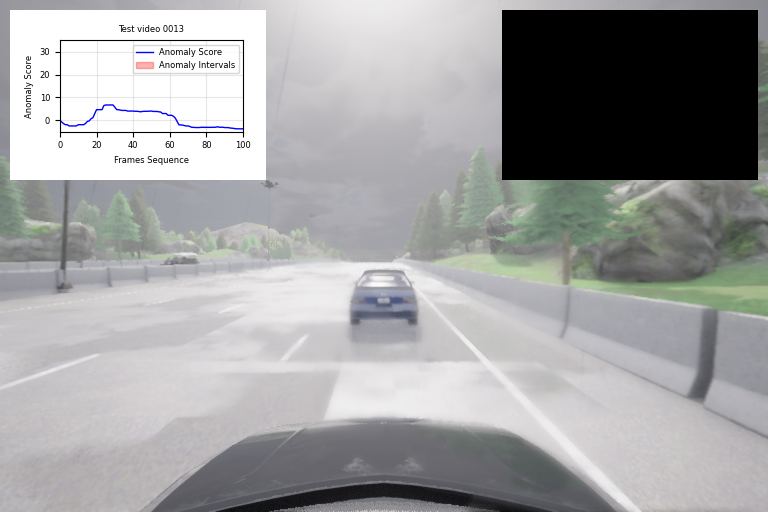 Test video 0013
Anomaly Score
Anomaly Intervals
Anomaly Score
30
20
10
0
0 20 40 60 80 100
Frames Sequence